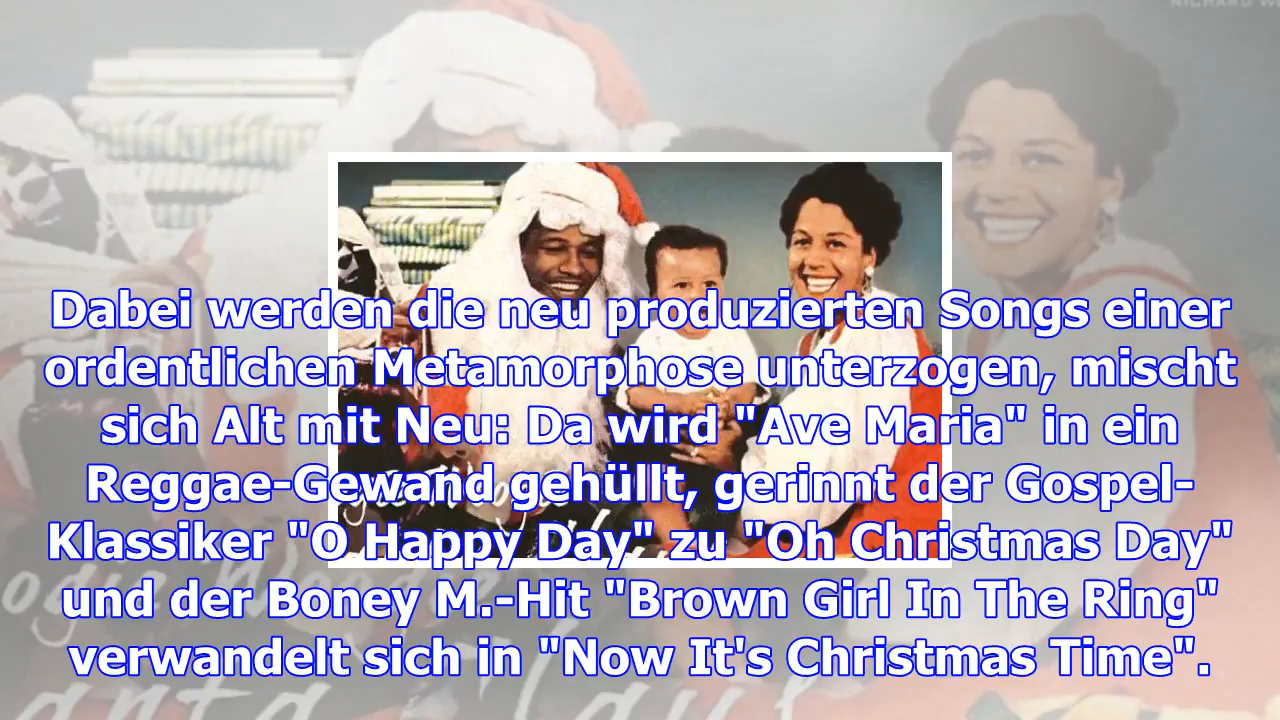 Dabei werden die neu produzierten Songs einer
ordentlichen Metamorphose unterzogen, mischt
sich Alt mit Neu: Da wird "Ave Maria" in ein
Reggae-Gewand gehüllt, gerinnt der Gospel-
Klassiker "O Happy Day" zu "Oh Christmas Day"
und der Boney M.-Hit "Brown Girl In The Ring"
verwandelt sich in "Now It's Christmas Time".